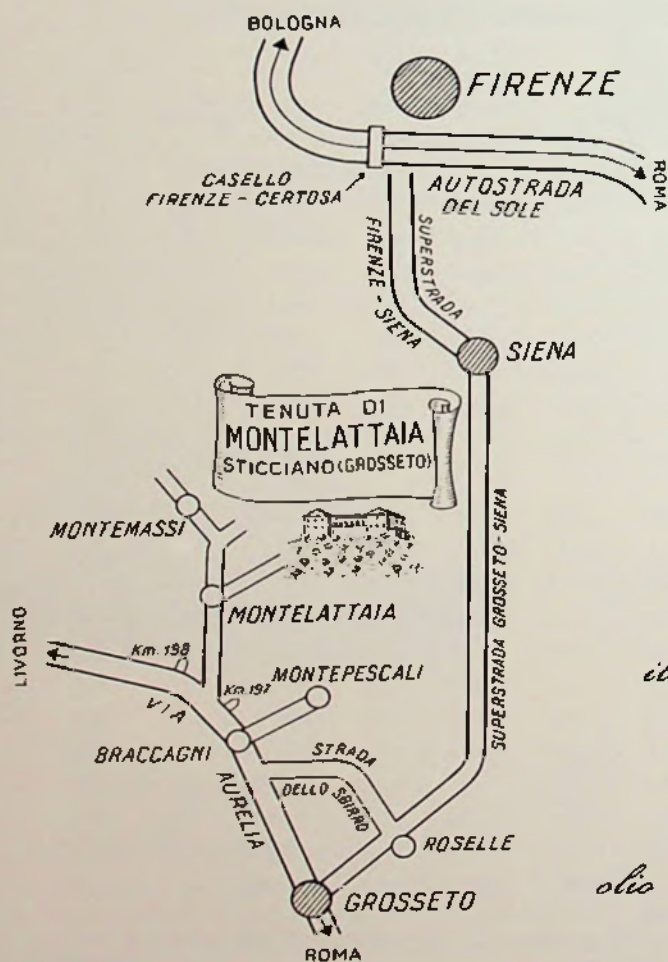 BOLOGNA
FIRENZE
ROMA
CASELLO
FIRENZE - CERTOSA
AUTOSTRADA
DEL SOLE
FIRENZE - SIENA
SUPERSTRADA
SIENA
TENUTA DI
MONTELATTAIA
STICCIANO (GROSSETO)
MONTEMASSI
MONTELATTAIA
LIVORNO
Km. 198
Km. 197
MONTEPESCALI
VIA
AURELIA
BRACCAGNI
STRADA
DELLO SBIRRO
SUPERSTRADA GROSSETO-SIENA
ROSELLE
GROSSETO
ROMA
olio